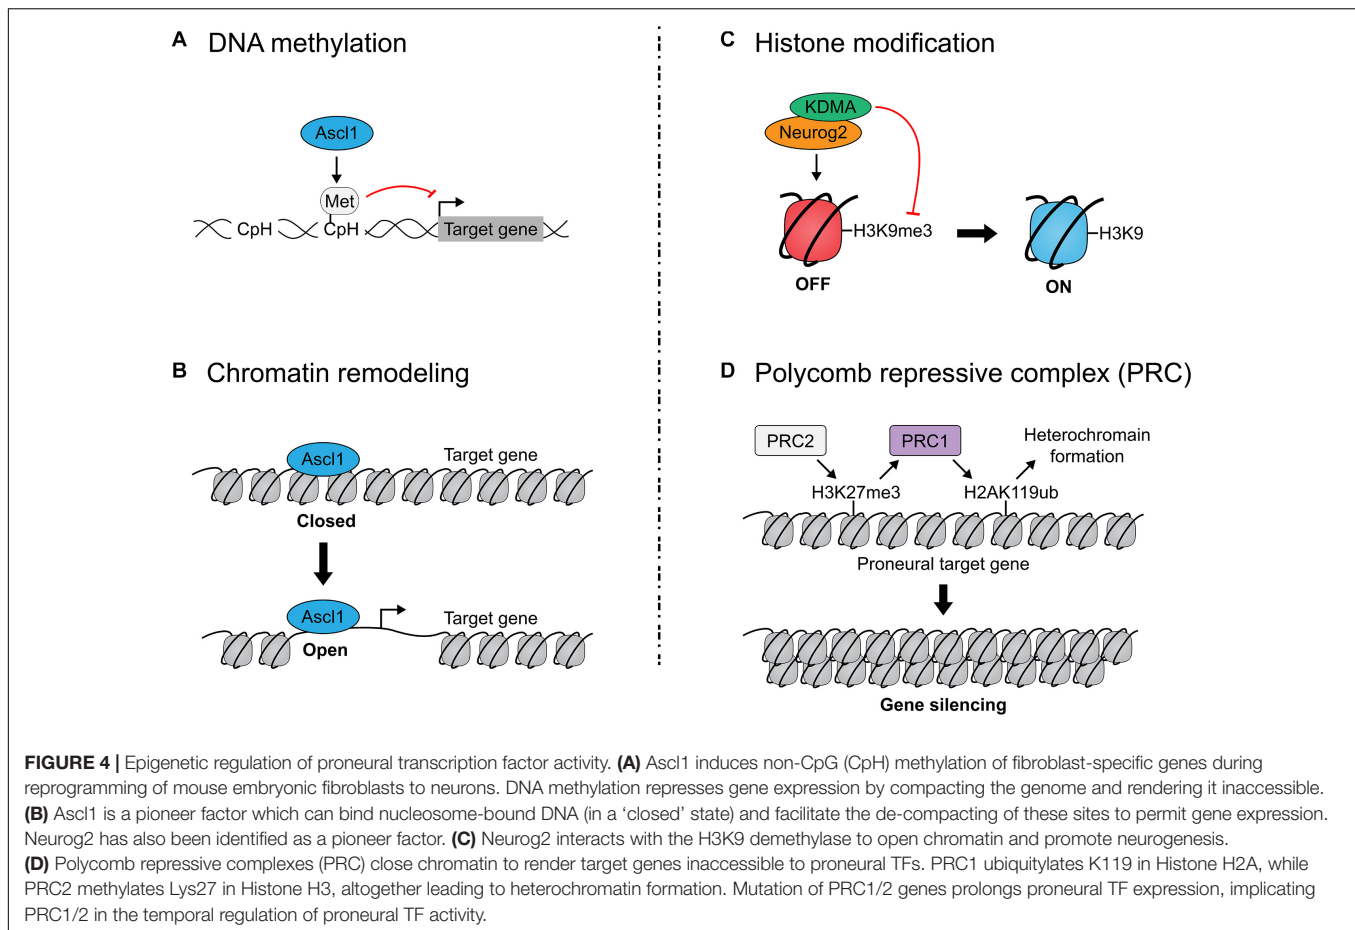 A DNA methylation
Ascl1
Met
CpH
CpH
Target gene
B Chromatin remodeling
Ascl1
Target gene
Closed
Ascl1
Target gene
Open
C Histone modification
KDMA
Neurog2
H3K9me3
H3K9
OFF
ON
D Polycomb repressive complex (PRC)
PRC2
PRC1
Heterochromain
formation
H3K27me3
H2AK119ub
Proneural target gene
Gene silencing
FIGURE 4 | Epigenetic regulation of proneural transcription factor activity. (A) Ascl1 induces non-CpG (CpH) methylation of fibroblast-specific genes during
reprogramming of mouse embryonic fibroblasts to neurons. DNA methylation represses gene expression by compacting the genome and rendering it inaccessible.
(B) Ascl1 is a pioneer factor which can bind nucleosome-bound DNA (in a ‘closed’ state) and facilitate the de-compacting of these sites to permit gene expression.
Neurog2 has also been identified as a pioneer factor. (C) Neurog2 interacts with the H3K9 demethylase to open chromatin and promote neurogenesis.
(D) Polycomb repressive complexes (PRC) close chromatin to render target genes inaccessible to proneural TFs. PRC1 ubiquitylates K119 in Histone H2A, while
PRC2 methylates Lys27 in Histone H3, altogether leading to heterochromatin formation. Mutation of PRC1/2 genes prolongs proneural TF expression, implicating
PRC1/2 in the temporal regulation of proneural TF activity.